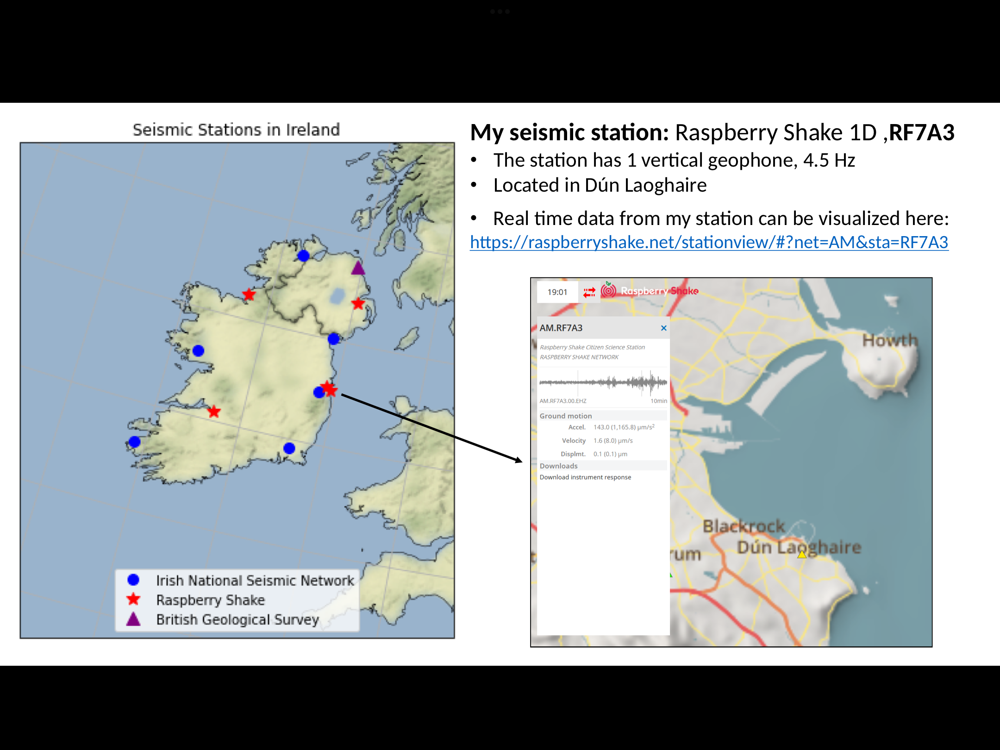 Seismic Stations in Ireland
Irish National Seismic Network
Raspberry Shake
British Geological Survey
My seismic station: Raspberry Shake 1D ,RF7A3
• The station has 1 vertical geophone, 4.5 Hz
• Located in Dún Laoghaire
• Real time data from my station can be visualized here:
https://raspberryshake.net/stationview/#?net=AM&sta=RF7A3
19:01
Raspberry Shake
AM.RF7A3 ×
Raspberry Shake Citizen Science Station
RASPBERRY SHAKE NETWORK
AM.RF7A3.00.EHZ 10min
Ground motion
Accel. 143.0 (1,165.8) µm/s²
Velocity 1.6 (8.0) µm/s
Displmt. 0.1 (0.1) µm
Downloads
Download instrument response
Howth
Blackrock
Dún Laoghaire
rum